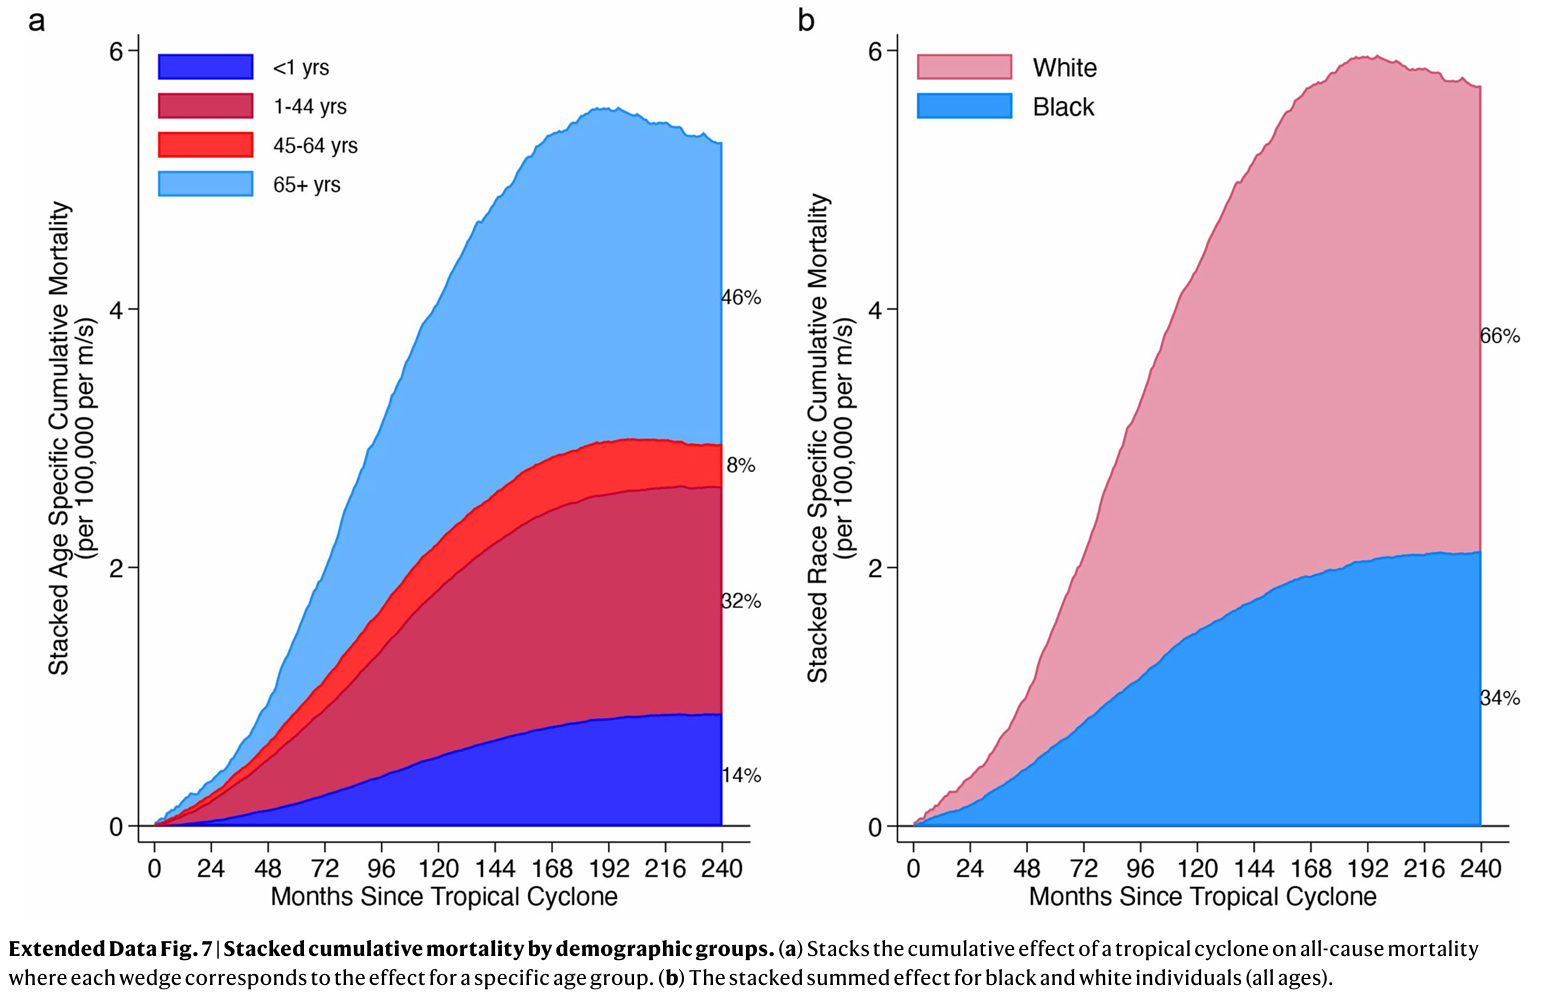 a
6
4
2
0
<1 yrs
1-44 yrs
45-64 yrs
65+ yrs
Stacked Age Specific Cumulative Mortality
(per 100,000 per m/s)
46%
8%
32%
14%
0 24 48 72 96 120 144 168 192 216 240
Months Since Tropical Cyclone
b
6
4
2
0
White
Black
Stacked Race Specific Cumulative Mortality
(per 100,000 per m/s)
66%
34%
0 24 48 72 96 120 144 168 192 216 240
Months Since Tropical Cyclone
Extended Data Fig. 7 | Stacked cumulative mortality by demographic groups. (a) Stacks the cumulative effect of a tropical cyclone on all-cause mortality
where each wedge corresponds to the effect for a specific age group. (b) The stacked summed effect for black and white individuals (all ages).